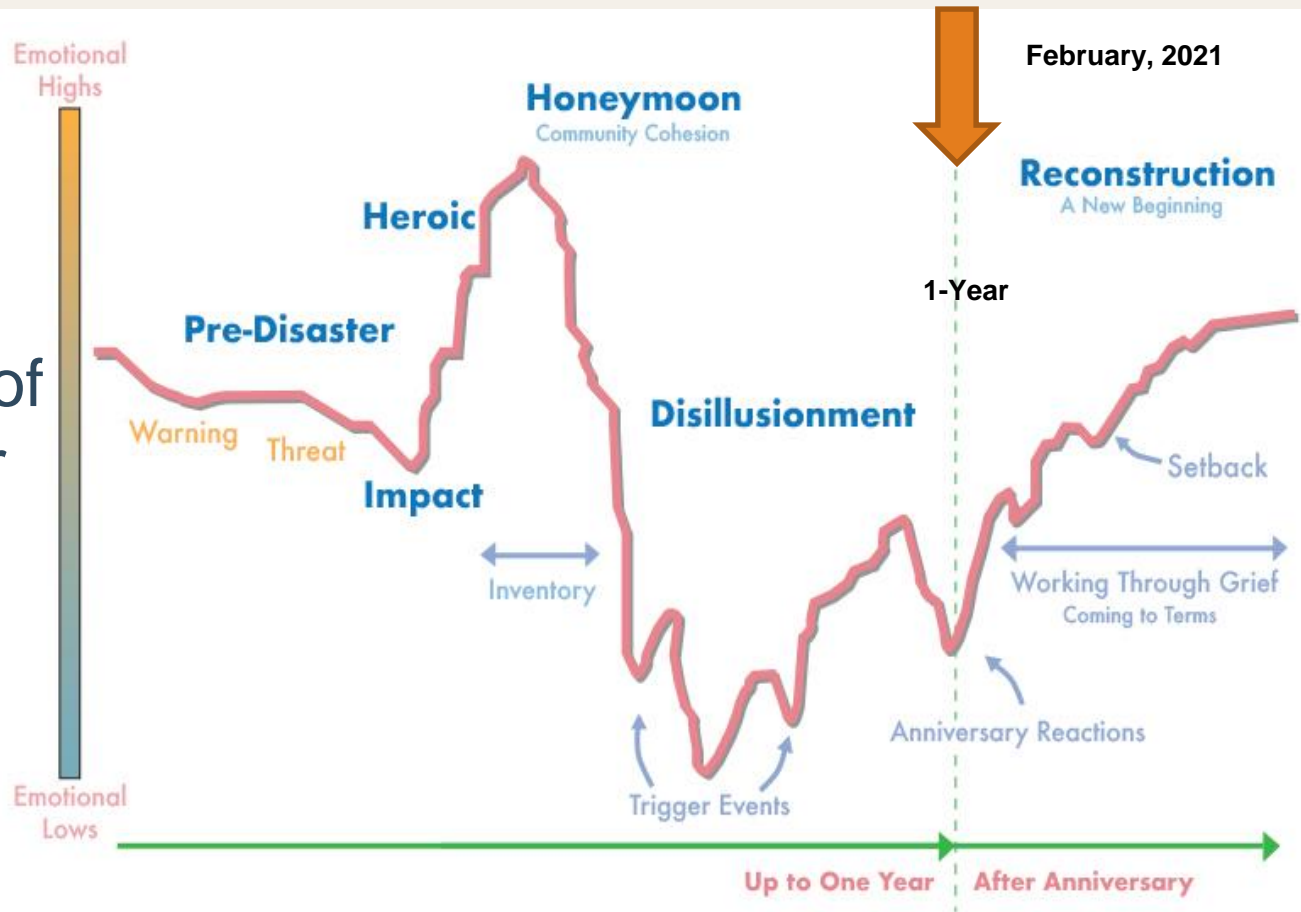 February, 2021
Emotional
Highs
Honeymoon
Community Cohesion
Reconstruction
A New Beginning
Heroic
1-Year
Pre-Disaster
of
Disillusionment
Warning
Threat
Setback
Impact
Inventory
Working Through Grief
Coming to Terms
Anniversary Reactions
Trigger Events
Emotional
Lows
Up to One Year
After Anniversary